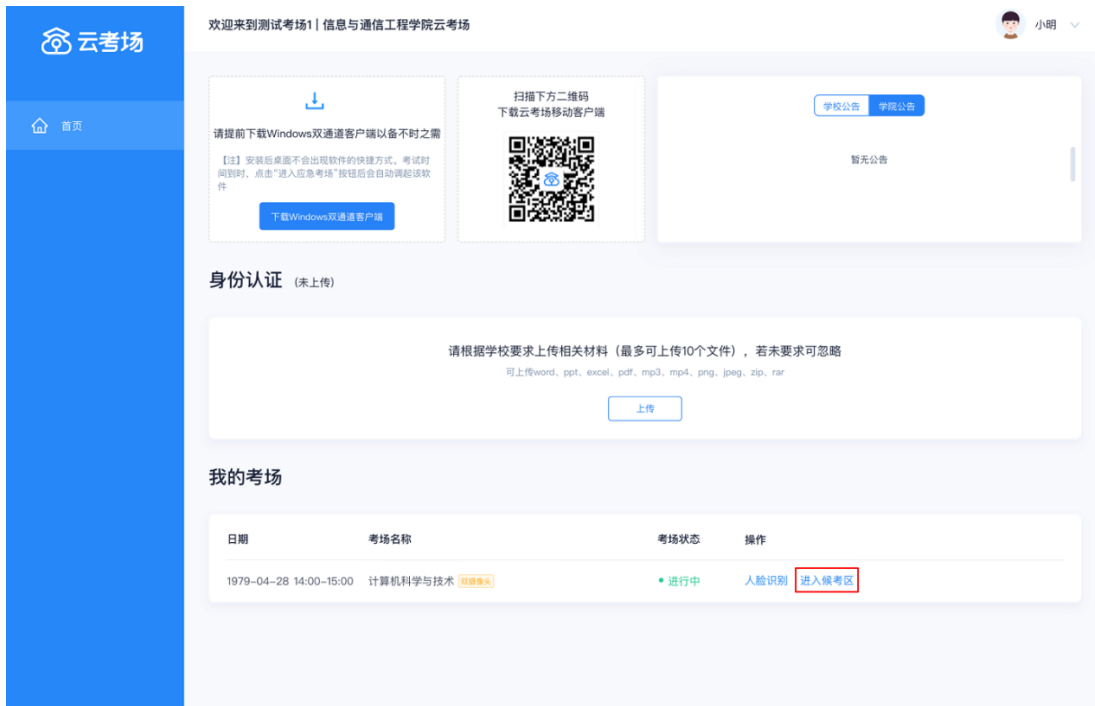 云考场
首页
欢迎来到测试考场1 | 信息与通信工程学院云考场
小明
请提前下载Windows双通道客户端以备不时之需
【注】安装后桌面不会出现软件的快捷方式，考试时
间到时、点击“进入应急考场”按钮后会自动调起该软
件
下载Windows双通道客户端
扫描下方二维码
下载云考场移动客户端
学校公告 学院公告
暂无公告
身份认证 (未上传)
请根据学校要求上传相关材料（最多可上传10个文件），若未要求可忽略
可上传word、ppt、excel、pdf、mp3、mp4、png、jpeg、zip、rar
上传
我的考场
日期 考场名称 考场状态 操作
1979-04-28 14:00-15:00 计算机科学与技术 双摄像头 进行中 人脸识别 进入候考区